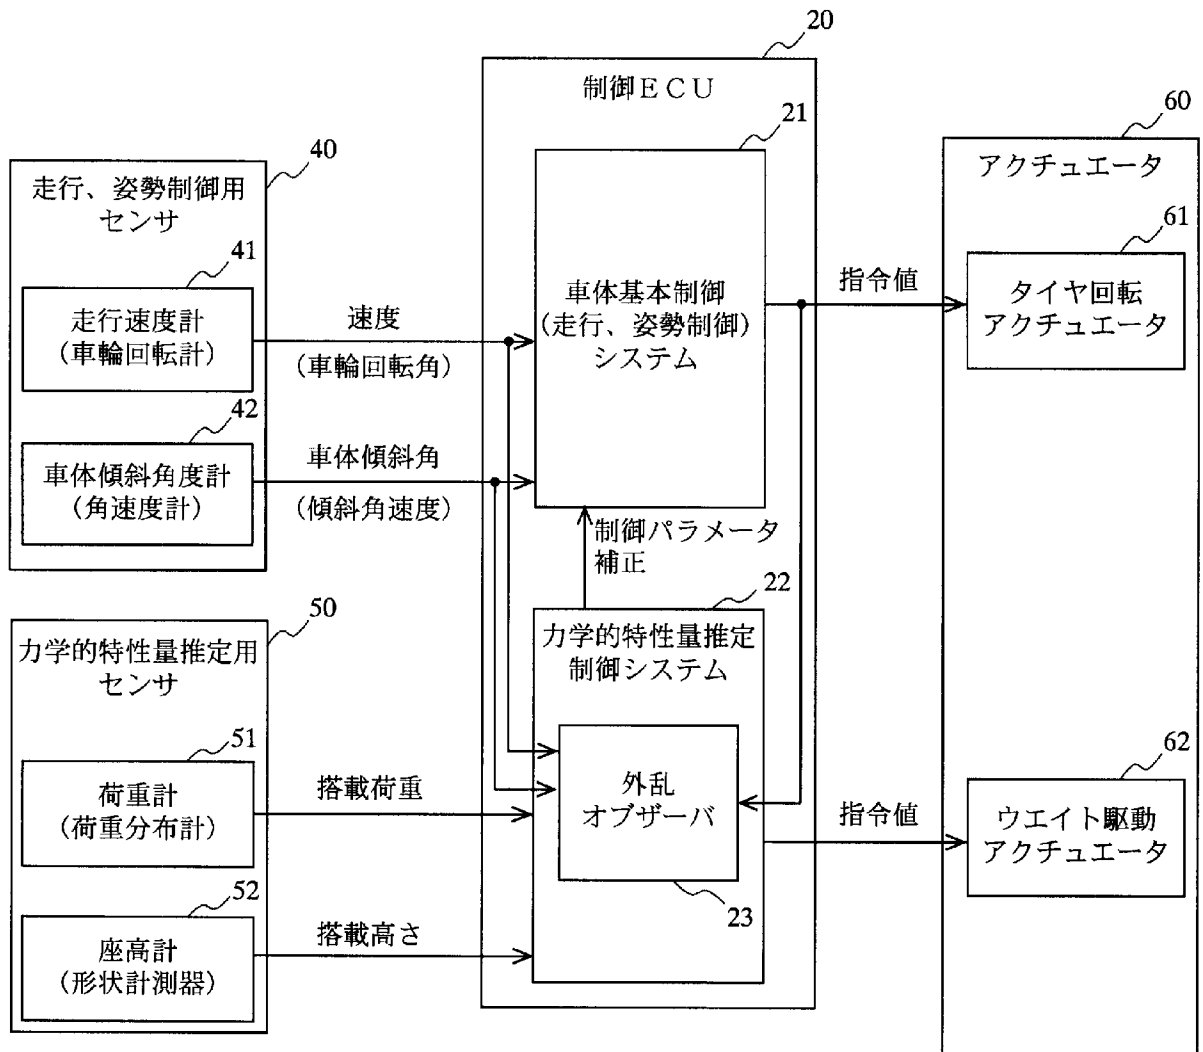 20
制御ＥＣＵ
21
60
アクチュエータ
40
走行、姿勢制御用
センサ
41
走行速度計
(車輪回転計)
速度
(車輪回転角)
車体基本制御
(走行、姿勢制御)
システム
指令値
61
タイヤ回転
アクチュエータ
42
車体傾斜角度計
(角速度計)
車体傾斜角
(傾斜角速度)
制御パラメータ
補正
50
力学的特性量推定用
センサ
22
力学的特性量推定
制御システム
51
荷重計
(荷重分布計)
搭載荷重
外乱
オブザーバ
23
指令値
62
ウエイト駆動
アクチュエータ
52
座高計
(形状計測器)
搭載高さ